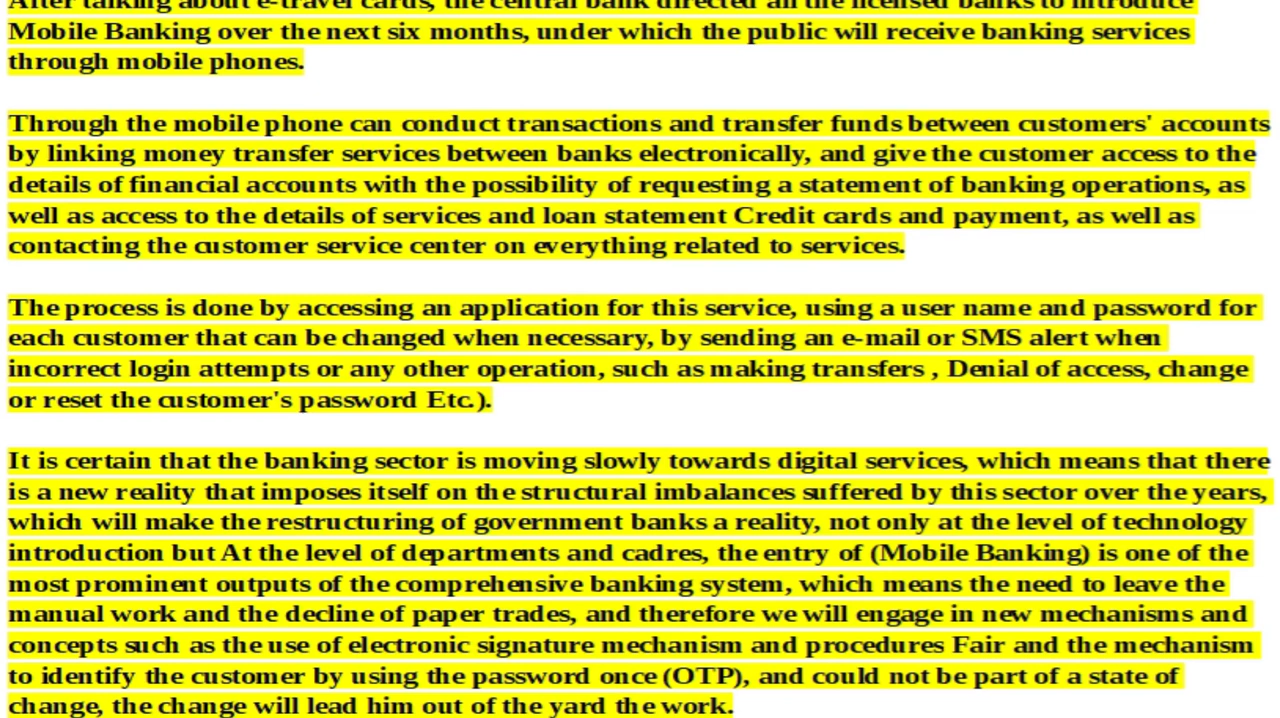 After talking about e-travel cards, the central bank directed all the licensed banks to introduce
Mobile Banking over the next six months, under which the public will receive banking services
through mobile phones.
Through the mobile phone can conduct transactions and transfer funds between customers' accounts
by linking money transfer services between banks electronically, and give the customer access to the
details of financial accounts with the possibility of requesting a statement of banking operations, as
well as access to the details of services and loan statement Credit cards and payment, as well as
contacting the customer service center on everything related to services.
The process is done by accessing an application for this service, using a user name and password for
each customer that can be changed when necessary, by sending an e-mail or SMS alert when
incorrect login attempts or any other operation, such as making transfers , Denial of access, change
or reset the customer's password Etc.).
It is certain that the banking sector is moving slowly towards digital services, which means that there
is a new reality that imposes itself on the structural imbalances suffered by this sector over the years,
which will make the restructuring of government banks a reality, not only at the level of technology
introduction but At the level of departments and cadres, the entry of (Mobile Banking) is one of the
most prominent outputs of the comprehensive banking system, which means the need to leave the
manual work and the decline of paper trades, and therefore we will engage in new mechanisms and
concepts such as the use of electronic signature mechanism and procedures Fair and the mechanism
to identify the customer by using the password once (OTP), and could not be part of a state of
change, the change will lead him out of the yard the work.